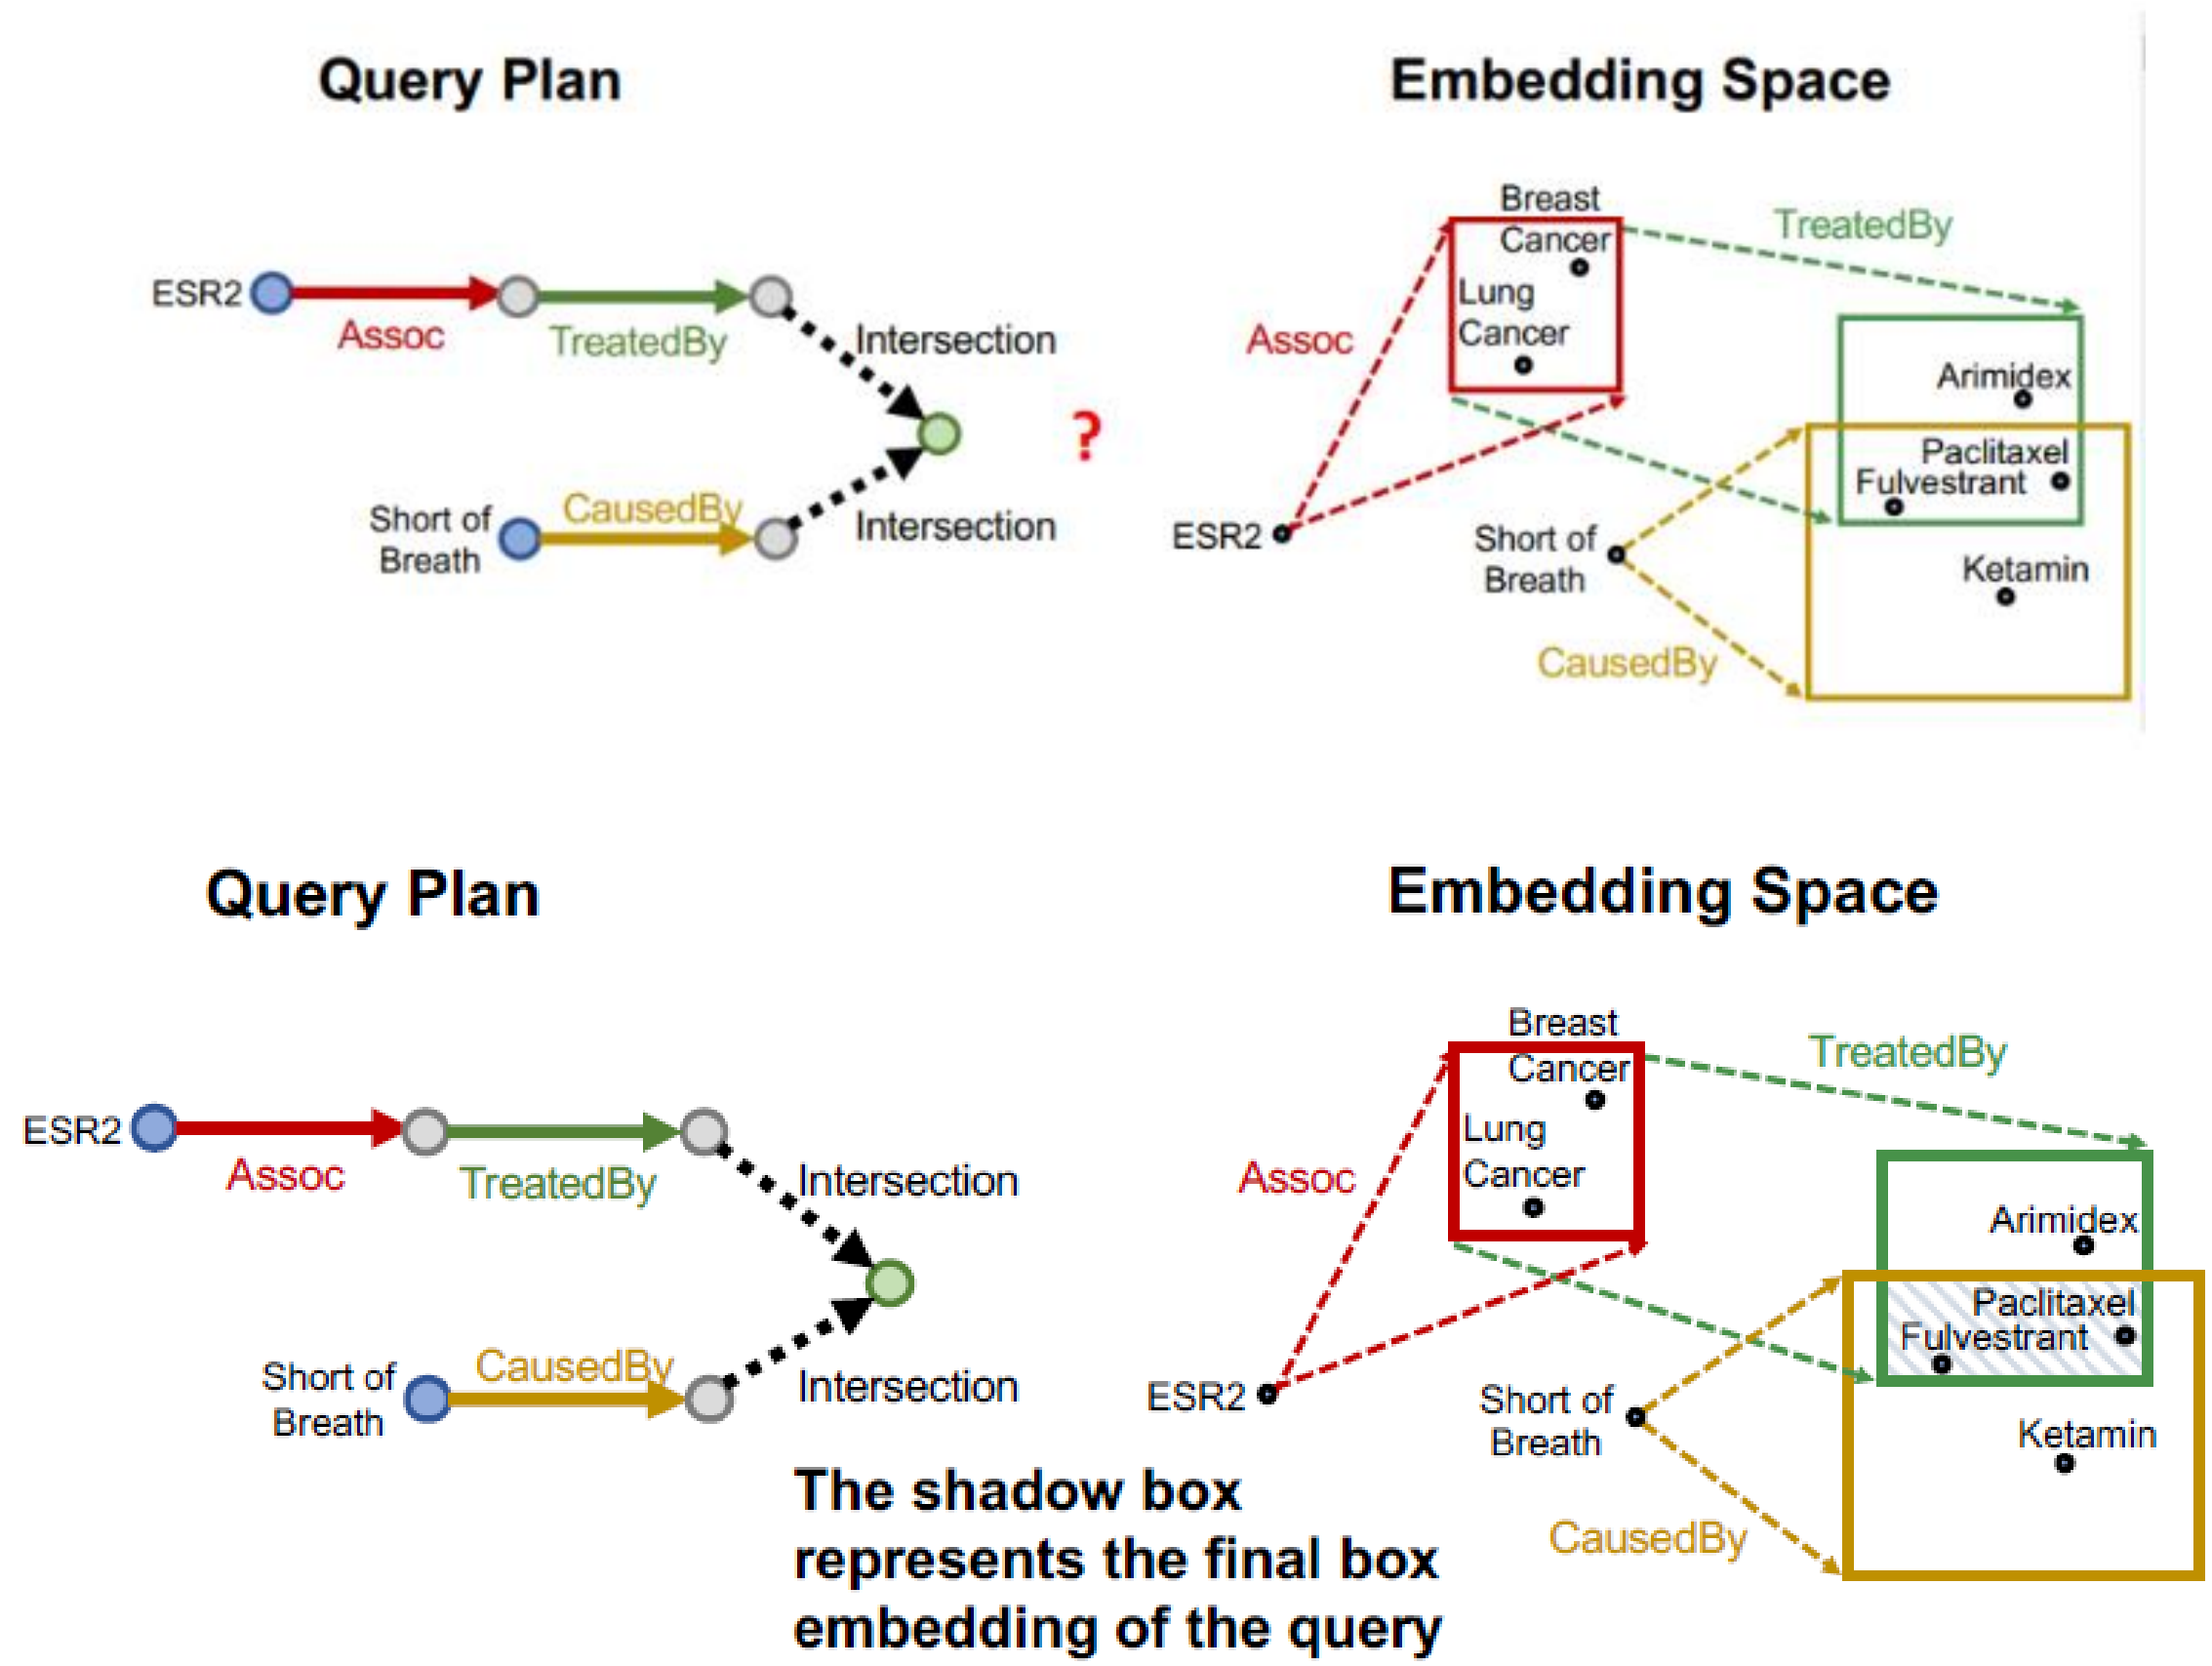 Query Plan
Embedding Space
Breast
Cancer
TreatedBy
Lung
Cancer
ESR2
Assoc
TreatedBy
Intersection
Assoc
Arimidex
?
Paclitaxel
Fulvestrant
Short of
Breath
CausedBy
Intersection
ESR2
Short of
Breath
Ketamin
CausedBy
Query Plan
Embedding Space
Breast
Cancer
TreatedBy
Lung
Cancer
ESR2
Assoc
TreatedBy
Intersection
Assoc
Arimidex
Paclitaxel
Fulvestrant
Short of
Breath
CausedBy
Intersection
ESR2
Short of
Breath
Ketamin
CausedBy
The shadow box
represents the final box
embedding of the query